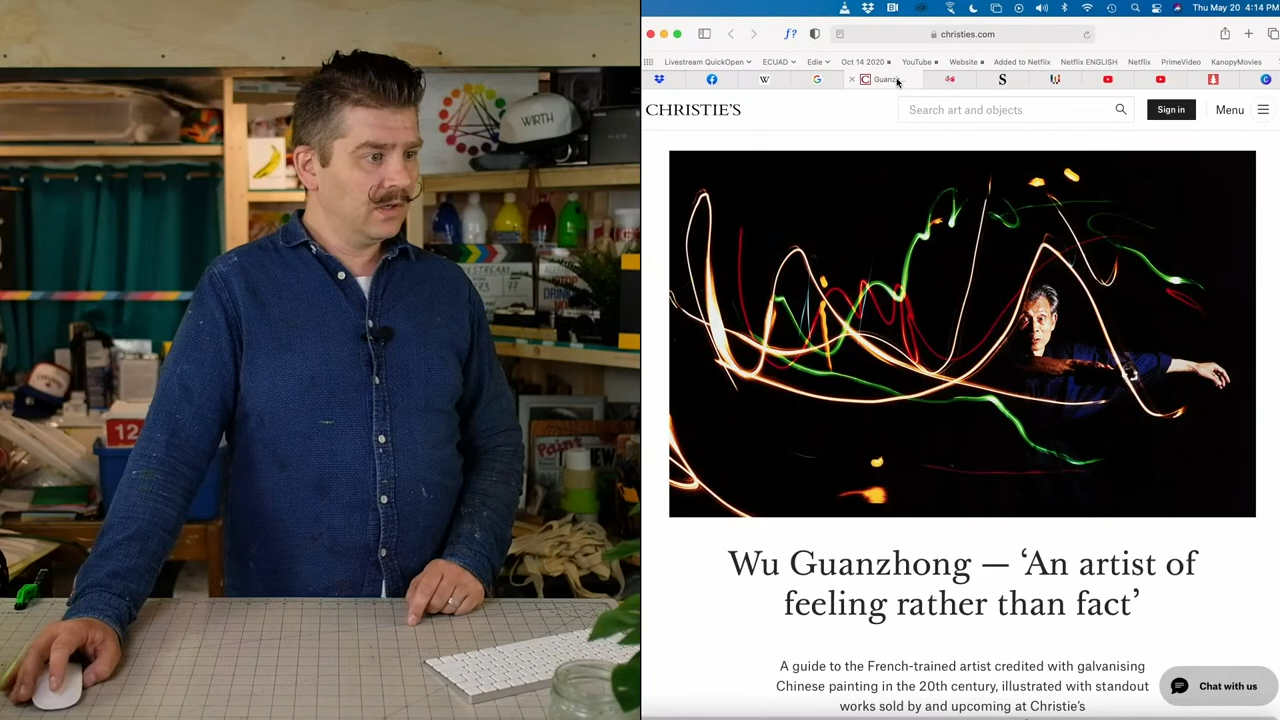 WIRTH
12
Paint
Thu May 20 4:14 PM
christies.com
Livestream QuickOpen
ECUAD
Edie
Oct 14 2020
YouTube
Website
Added to Netflix
Netflix ENGLISH
Netflix
PrimeVideo
KanopyMovies
CHRISTIE'S
Search art and objects
Sign in
Menu
Wu Guanzhong — ‘An artist of
feeling rather than fact’
A guide to the French-trained artist credited with galvanising
Chinese painting in the 20th century, illustrated with standout
works sold by and upcoming at Christie’s
Chat with us